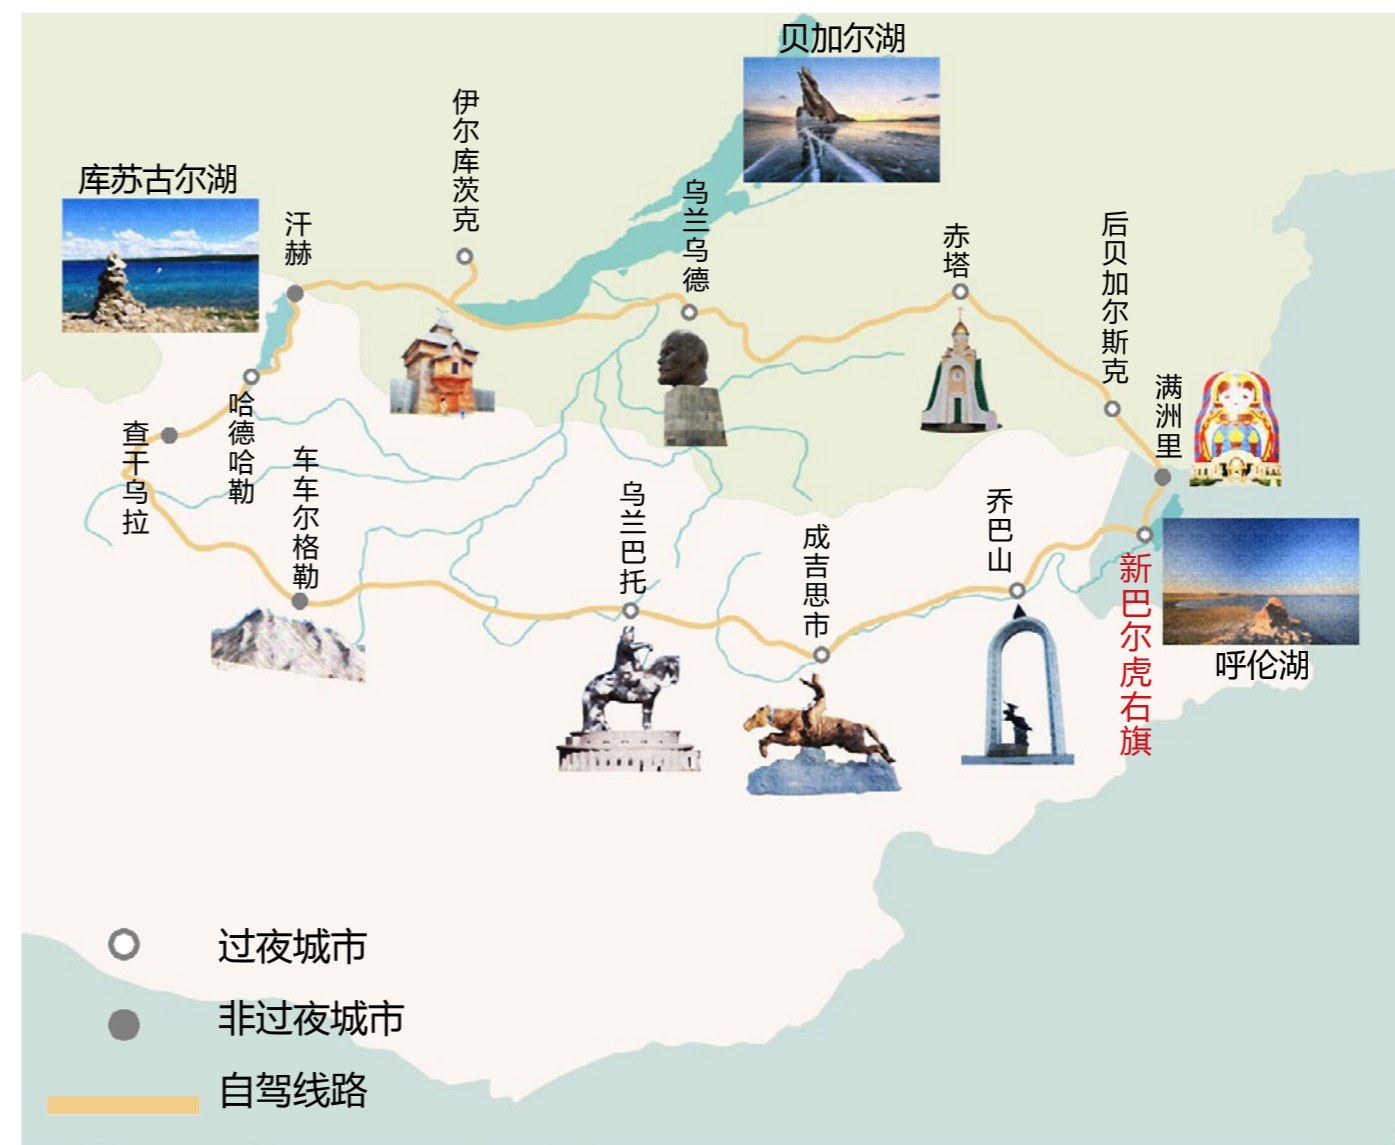 贝加尔湖
伊尔库茨克
库苏古尔湖
乌兰乌德
汗赫
赤塔
后贝加尔斯克
满洲里
哈德哈勒
查干乌拉
车车尔格勒
乌兰巴托
乔巴山
成吉思市
新巴尔虎右旗
呼伦湖
过夜城市
非过夜城市
自驾线路